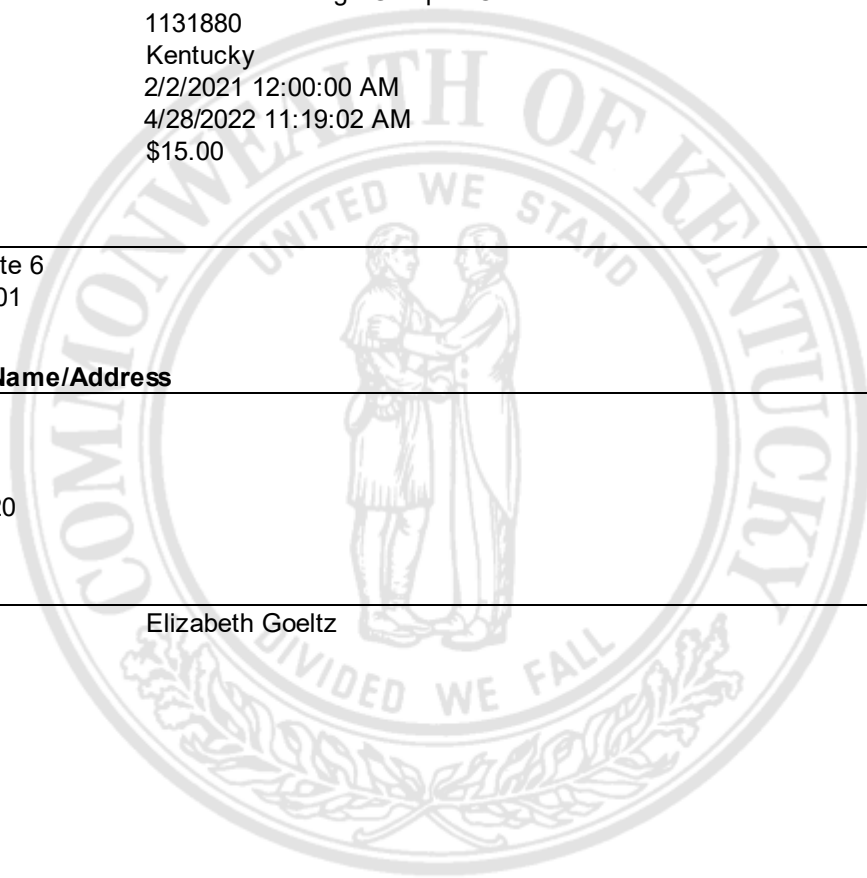 1131880
Kentucky
2/2/2021 12:00:00 AM
4/28/2022 11:19:02 AM
$15.00
COMMONWEALTH OF KENTUCKY
UNITED WE STAND
te 6
01
Name/Address
20
Elizabeth Goeltz
DIVIDED WE FALL